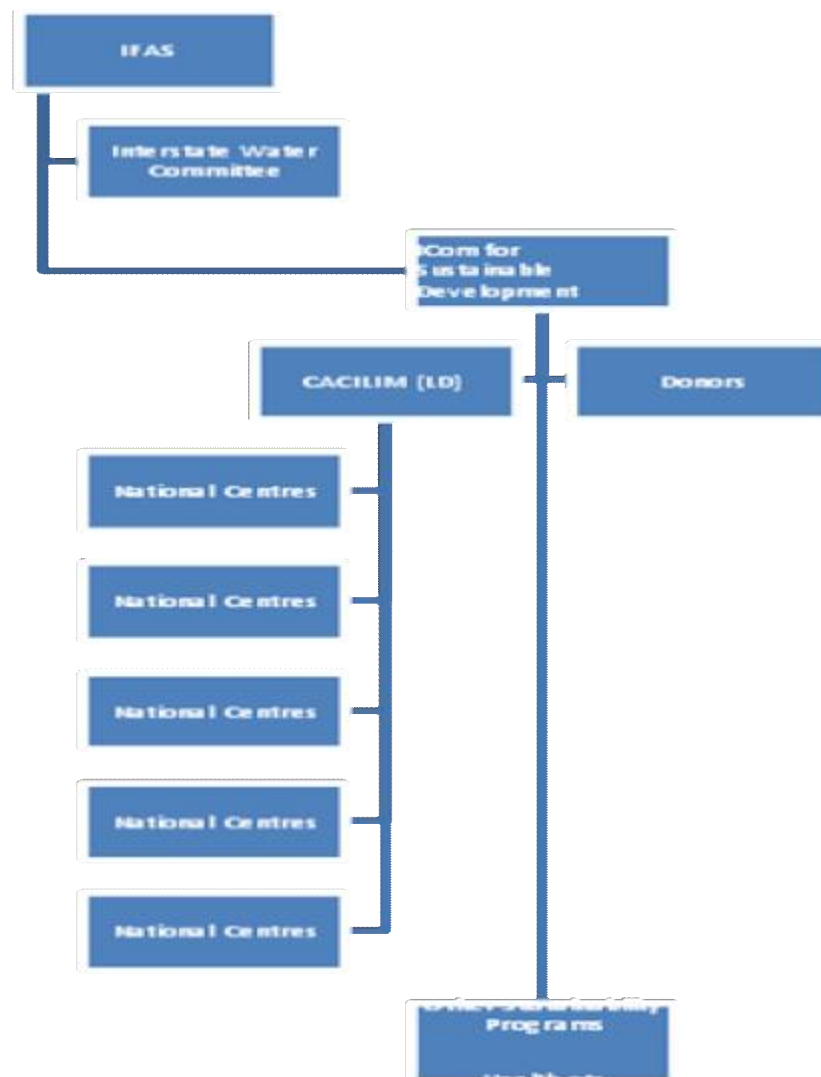 IFAS
Interstate Water
Committee
Com for
Sustainable
Development
CACILIM (LD)
Donors
National Centres
National Centres
National Centres
National Centres
National Centres
Programs